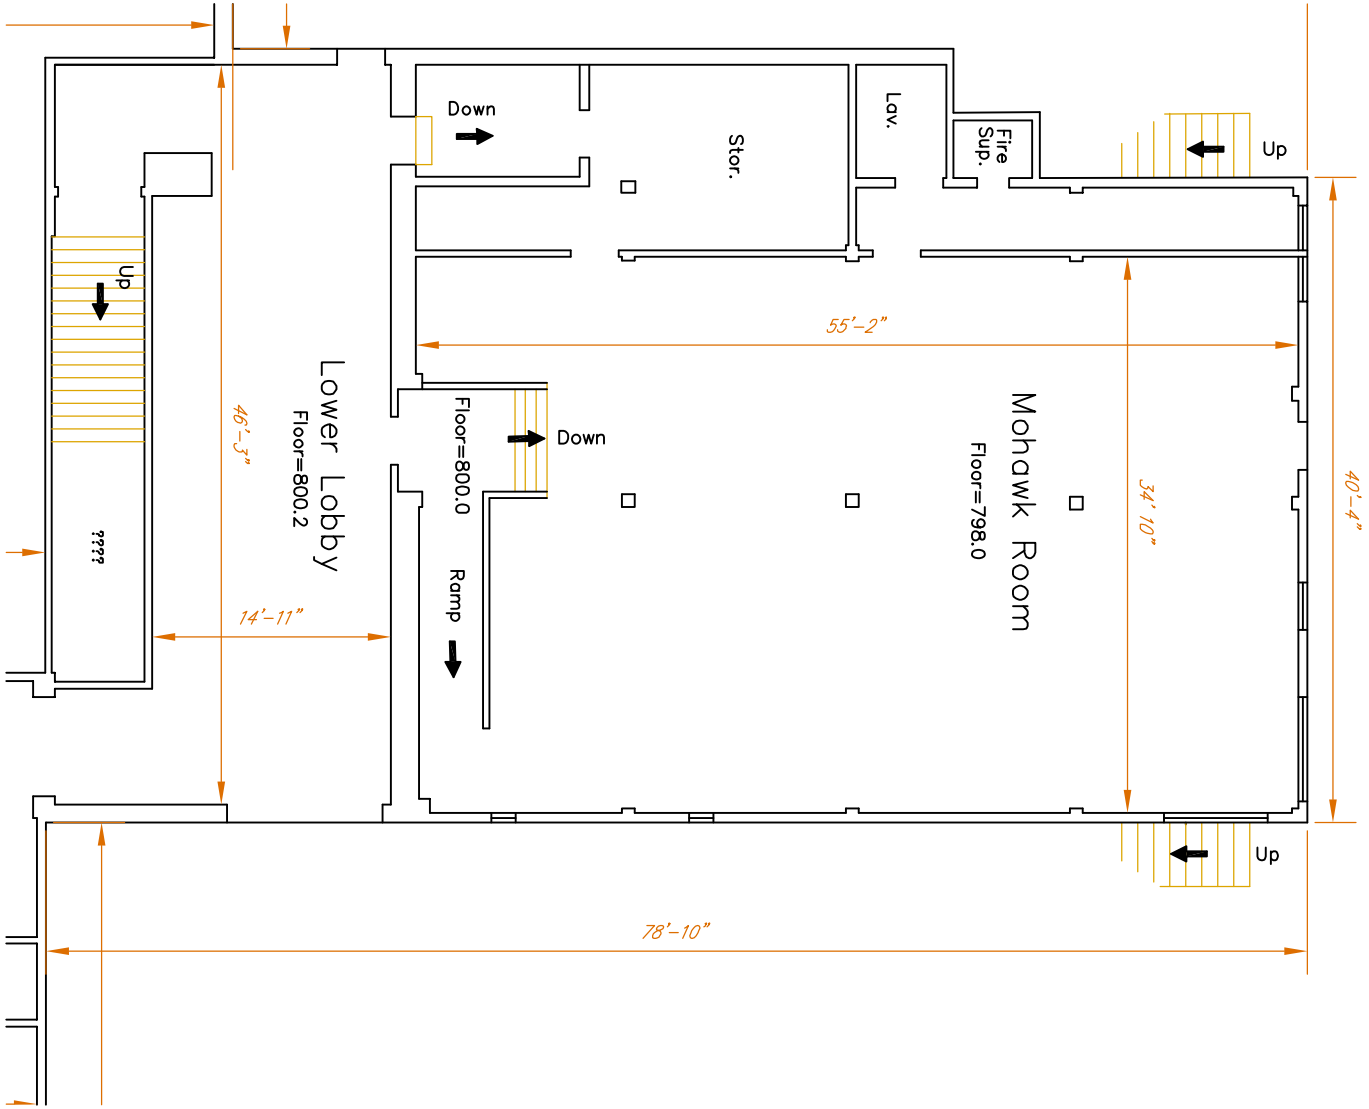 Down
Lav.
Stor.
Fire
Sup.
Up
Up
55'-2"
Lower Lobby
Floor=800.2
46'-3"
Floor=800.0
Down
Mohawk Room
Floor=798.0
34' 10"
40'-4"
?????
Ramp
14'-11"
Up
78'-10"